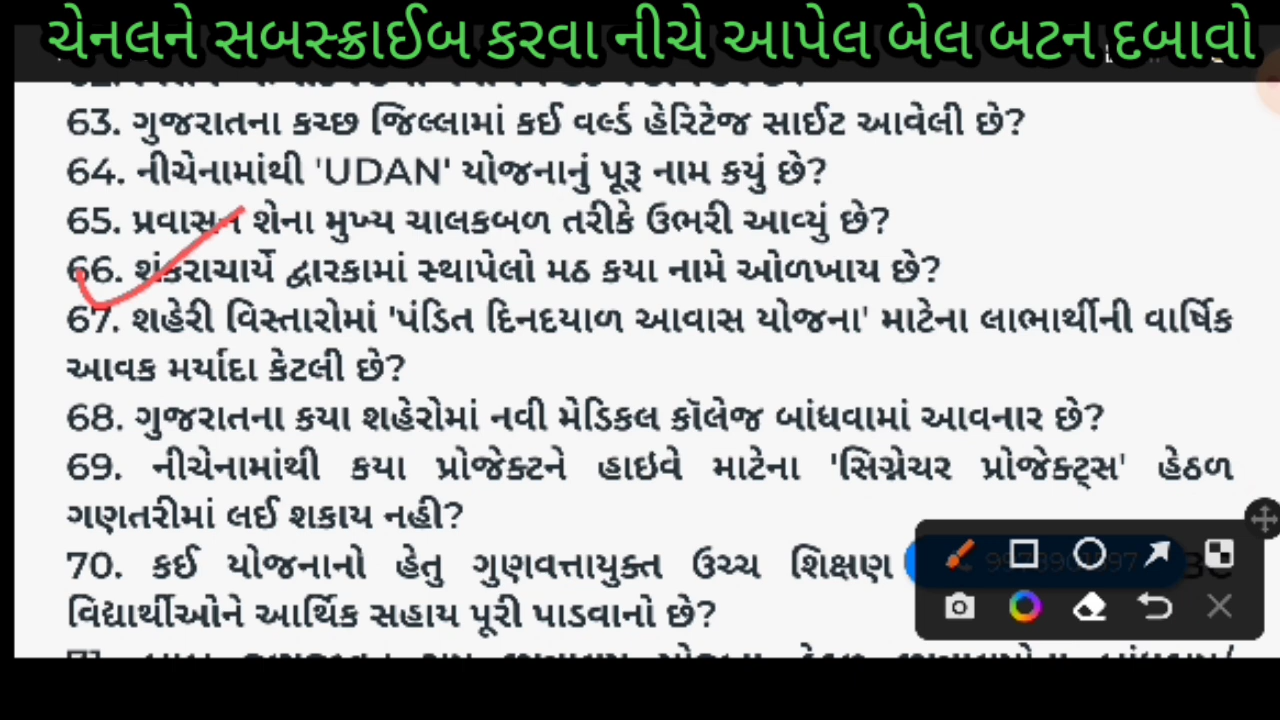 ચેનલને સબસ્ક્રાઈબ કરવા નીચે આપેલ બેલ બટન દબાવો
63. ગુજરાતના કચ્છ જિલ્લામાં કઈ વર્લ્ડ હેરિટેજ સાઈટ આવેલી છે?
64. નીચેનામાંથી 'UDAN' યોજનાનું પૂરૂ નામ કયું છે?
65. પ્રવાસન શેના મુખ્ય ચાલકબળ તરીકે ઉભરી આવ્યું છે?
66. શંકરાચાર્યે દ્વારકામાં સ્થાપેલો મઠ કયા નામે ઓળખાય છે?
67. શહેરી વિસ્તારોમાં 'પંડિત દિનદયાળ આવાસ યોજના' માટેના લાભાર્થીની વાર્ષિક
આવક મર્યાદા કેટલી છે?
68. ગુજરાતના કયા શહેરોમાં નવી મેડિકલ કૉલેજ બાંધવામાં આવનાર છે?
69. નીચેનામાંથી કયા પ્રોજેક્ટને હાઇવે માટેના 'સિગ્નેચર પ્રોજેક્ટ્સ' હેઠળ
ગણતરીમાં લઈ શકાય નહી?
70. કઈ યોજનાનો હેતુ ગુણવત્તાયુક્ત ઉચ્ચ શિક્ષણ
વિદ્યાર્થીઓને આર્થિક સહાય પૂરી પાડવાનો છે?